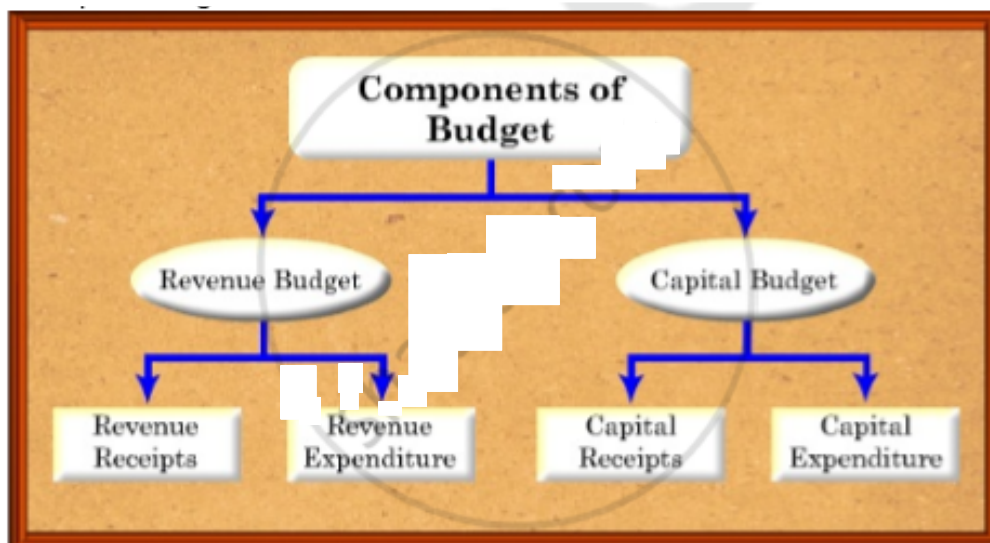 Components of
Budget
Revenue Budget
Capital Budget
Revenue
Receipts
Revenue
Expenditure
Capital
Receipts
Capital
Expenditure